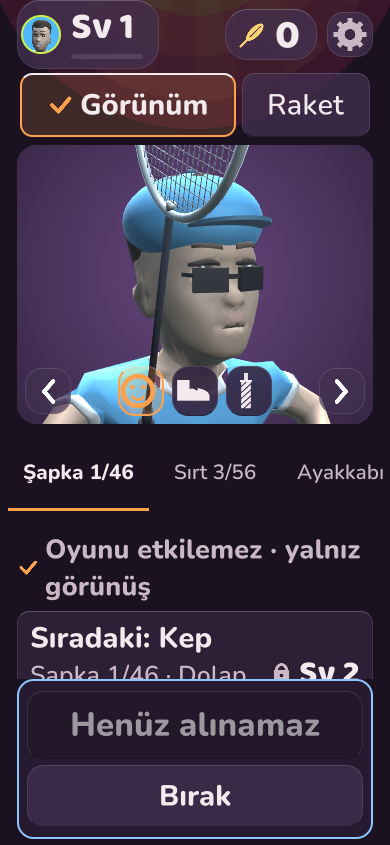 Sv 1
0
Görünüm
Raket
Şapka 1/46
Sırt 3/56
Ayakkabı
Oyunu etkilemez · yalnız
görünüş
Sıradaki: Kep
Şapka 1/46 · Dolap
Sv 2
Henüz alınamaz
Bırak